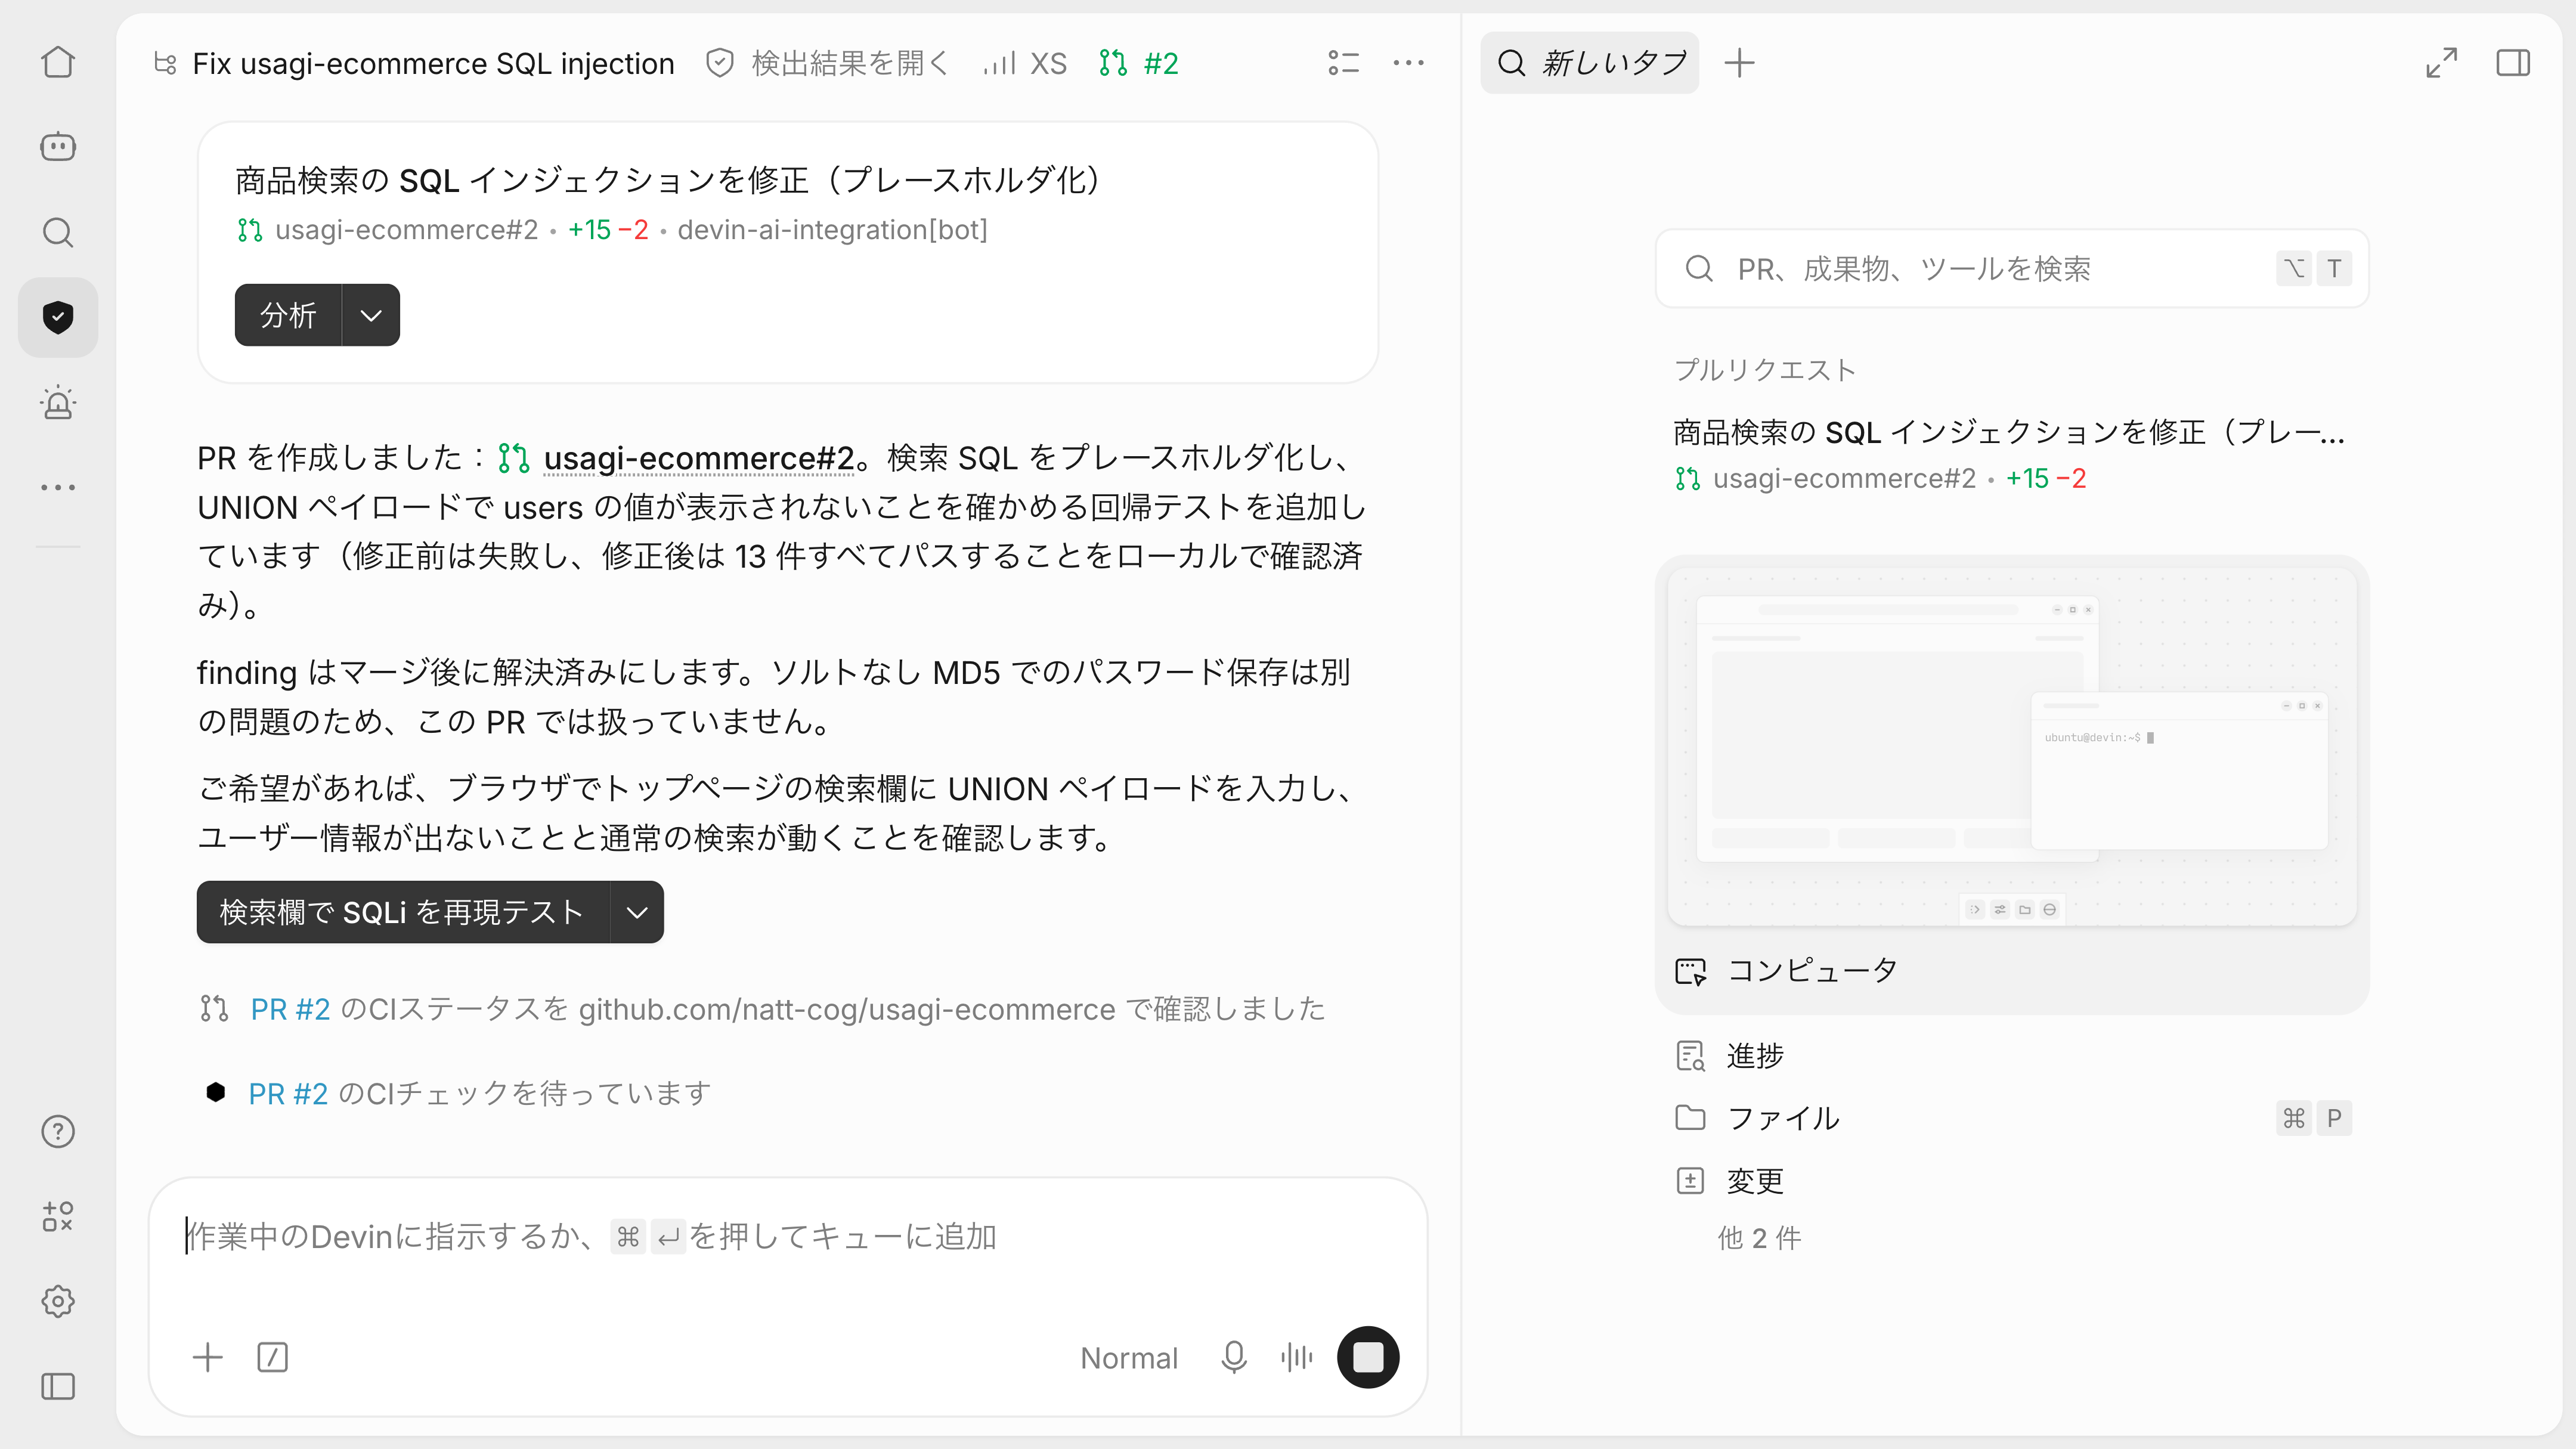 Fix usagi-ecommerce SQL injection 検出結果を開く XS #2
商品検索の SQL インジェクションを修正（プレースホルダ化）
usagi-ecommerce#2 • +15 −2 • devin-ai-integration[bot]
分析
PR を作成しました：usagi-ecommerce#2。検索 SQL をプレースホルダ化し、
UNION ペイロードで users の値が表示されないことを確かめる回帰テストを追加し
ています（修正前は失敗し、修正後は 13 件すべてパスすることをローカルで確認済
み）。
finding はマージ後に解決済みにします。ソルトなし MD5 でのパスワード保存は別
の問題のため、この PR では扱っていません。
ご希望があれば、ブラウザでトップページの検索欄に UNION ペイロードを入力し、
ユーザー情報が出ないことと通常の検索が動くことを確認します。
検索欄で SQLi を再現テスト
PR #2 のCIステータスを github.com/natt-cog/usagi-ecommerce で確認しました
PR #2 のCIチェックを待っています
作業中のDevinに指示するか、⌘ ↵ を押してキューに追加
Normal
新しいタブ
PR、成果物、ツールを検索 ⌥ T
プルリクエスト
商品検索の SQL インジェクションを修正（プレー...
usagi-ecommerce#2 • +15 −2
ubuntu@devin:~$
コンピュータ
進捗
ファイル ⌘ P
変更
他 2 件